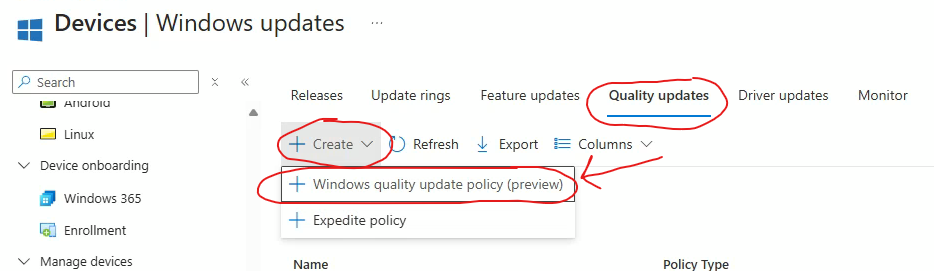 Devices | Windows updates ...
Search
Android
Linux
Device onboarding
Windows 365
Enrollment
Manage devices
Releases Update rings Feature updates Quality updates Driver updates Monitor
Create Refresh Export Columns
Windows quality update policy (preview)
Expedite policy
Name Policy Type